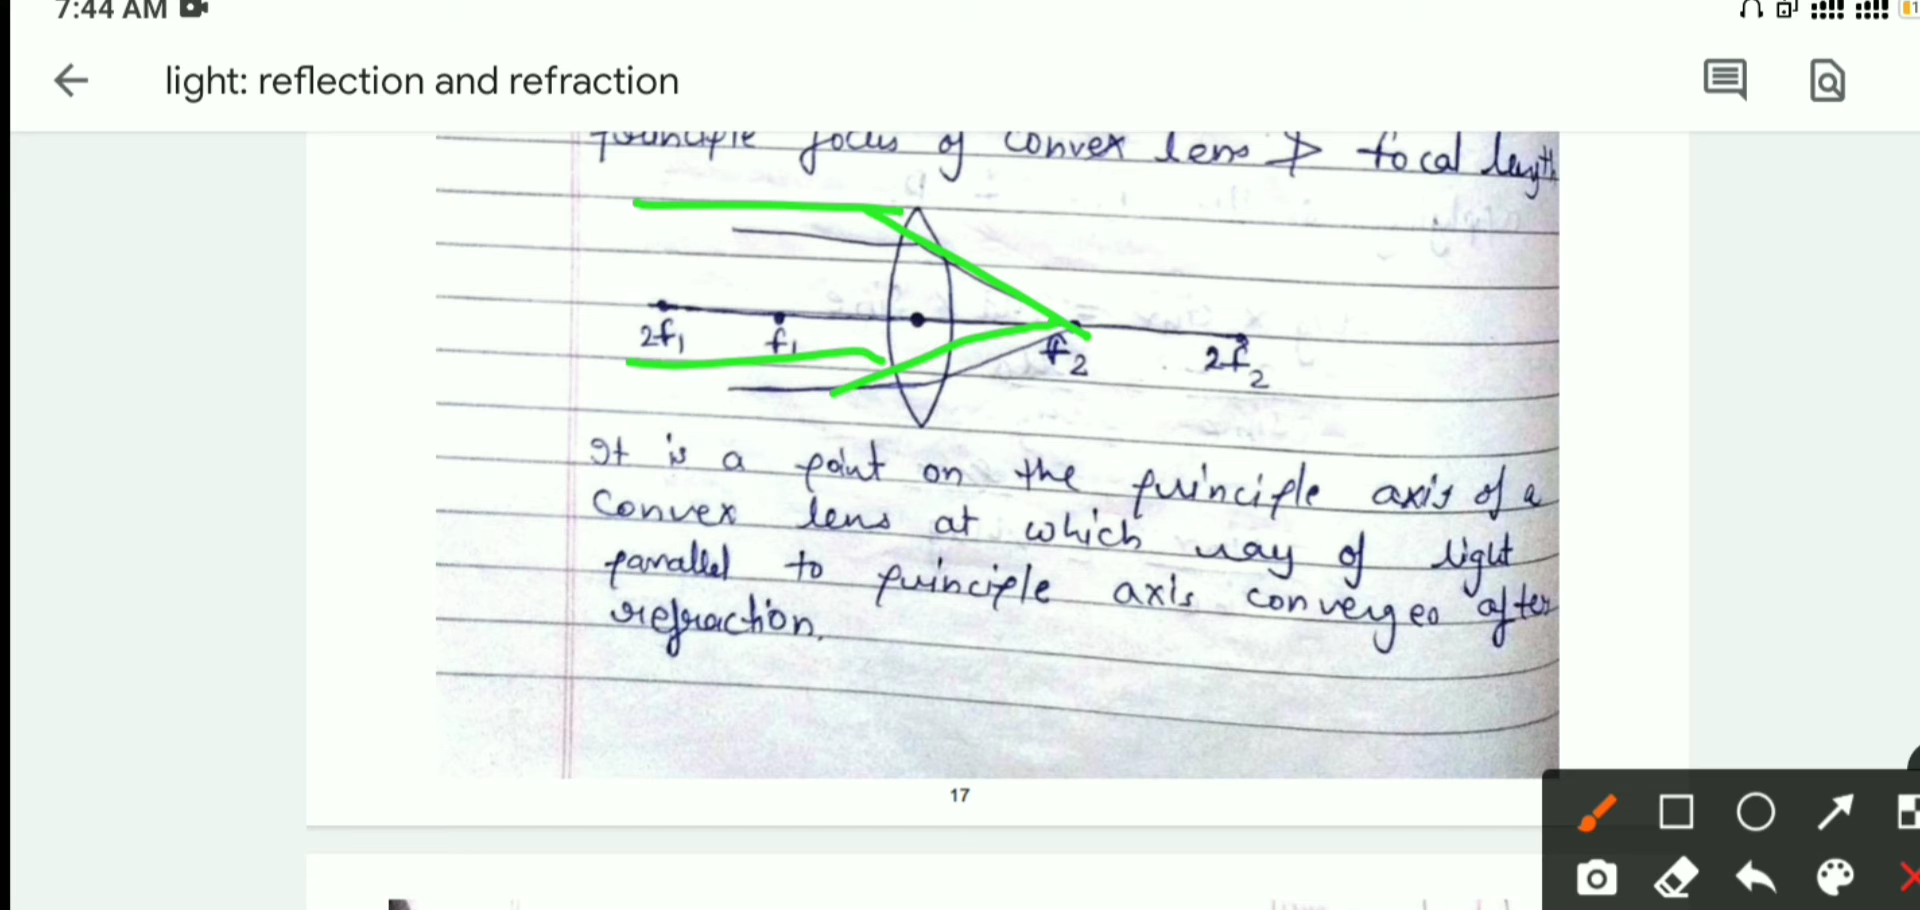 7:44 AM
light: reflection and refraction
principle focus of convex lens → focal length
2f1 f1 f2 2f2
It is a point on the principle axis of a
convex lens at which ray of light
parallel to principle axis converges after
refraction.
17